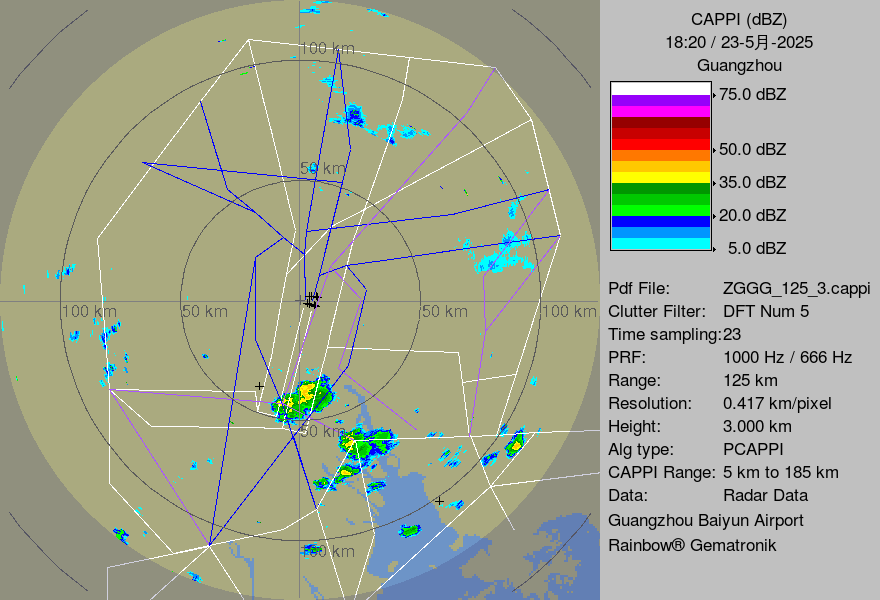 CAPPI (dBZ)
18:20 / 23-5月-2025
Guangzhou
75.0 dBZ
50.0 dBZ
35.0 dBZ
20.0 dBZ
5.0 dBZ
Pdf File: ZGGG_125_3.cappi
Clutter Filter: DFT Num 5
Time sampling:23
PRF: 1000 Hz / 666 Hz
Range: 125 km
Resolution: 0.417 km/pixel
Height: 3.000 km
Alg type: PCAPPI
CAPPI Range: 5 km to 185 km
Data: Radar Data
Guangzhou Baiyun Airport
Rainbow® Gematronik
100 km
50 km
100 km
50 km
50 km
100 km
50 km
100 km